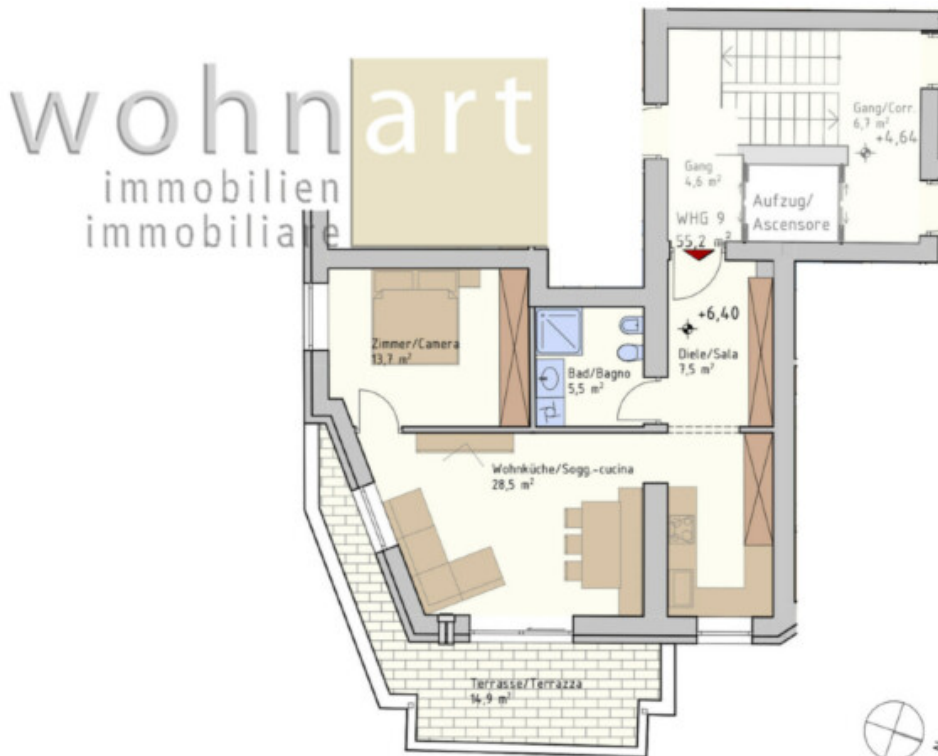 wohnart
immobilien
immobiliare
Gang/Corr.
6,7 m²
+4,64
Gang
4,6 m²
Aufzug/
Ascensore
WHG 9
55,2 m²
+6,40
Zimmer/Camera
13,7 m²
Bad/Bagno
5,5 m²
Diele/Sala
7,5 m²
Wohnküche/Sogg.-cucina
28,5 m²
Terrasse/Terrazza
14,9 m²